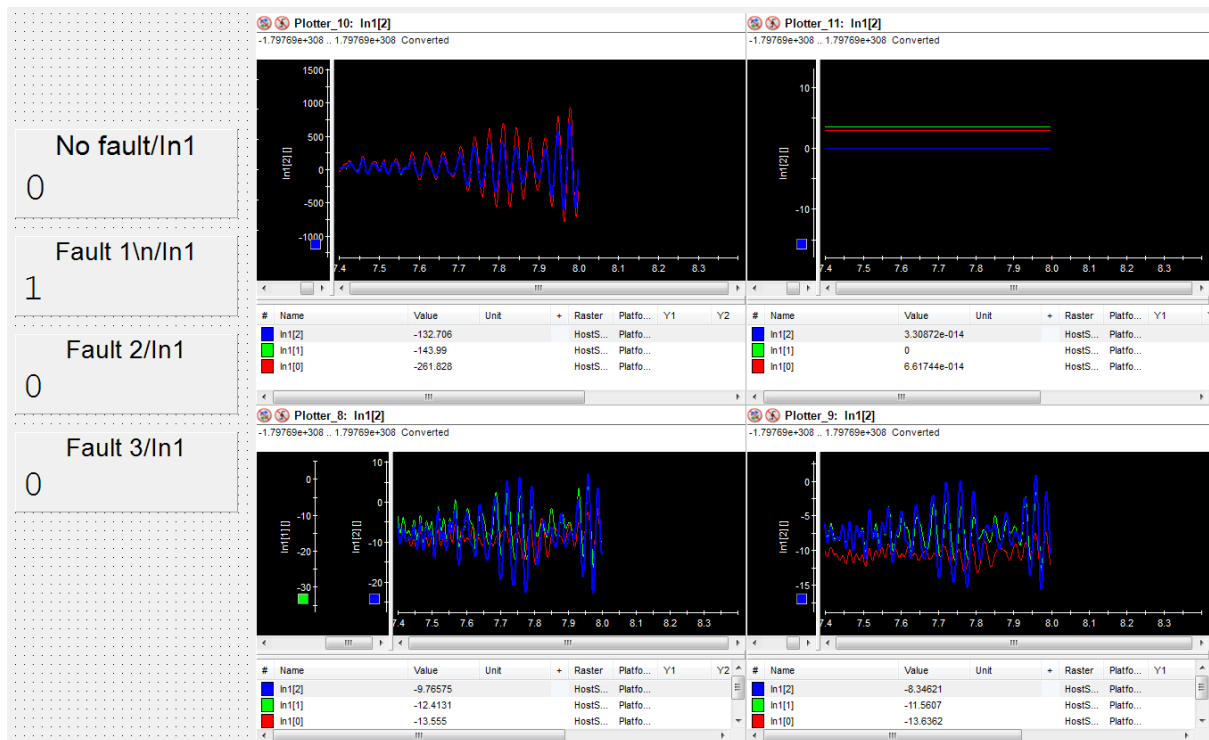 No fault/In1
0
Fault 1\n/In1
1
Fault 2/In1
0
Fault 3/In1
0
Plotter_10: In1[2]
-1.79769e+308 .. 1.79769e+308 Converted
In1[2] []
1500
1000
500
0
-500
-1000
7.4 7.5 7.6 7.7 7.8 7.9 8.0 8.1 8.2 8.3
# Name Value Unit + Raster Platfo... Y1 Y2
In1[2] -132.706 HostS... Platfo...
In1[1] -143.99 HostS... Platfo...
In1[0] -261.828 HostS... Platfo...
Plotter_11: In1[2]
-1.79769e+308 .. 1.79769e+308 Converted
In1[2] []
10
0
-10
7.4 7.5 7.6 7.7 7.8 7.9 8.0 8.1 8.2 8.3
# Name Value Unit + Raster Platfo... Y1
In1[2] 3.30872e-014 HostS... Platfo...
In1[1] 0 HostS... Platfo...
In1[0] 6.61744e-014 HostS... Platfo...
Plotter_8: In1[2]
-1.79769e+308 .. 1.79769e+308 Converted
In1[1] []
0
-10
-20
-30
In1[2] []
10
0
-10
-20
7.4 7.5 7.6 7.7 7.8 7.9 8.0 8.1 8.2 8.3
# Name Value Unit + Raster Platfo... Y1 Y2
In1[2] -9.76575 HostS... Platfo...
In1[1] -12.4131 HostS... Platfo...
In1[0] -13.555 HostS... Platfo...
Plotter_9: In1[2]
-1.79769e+308 .. 1.79769e+308 Converted
In1[2] []
0
-5
-10
-15
7.4 7.5 7.6 7.7 7.8 7.9 8.0 8.1 8.2 8.3
# Name Value Unit + Raster Platfo... Y1
In1[2] -8.34621 HostS... Platfo...
In1[1] -11.5607 HostS... Platfo...
In1[0] -13.6362 HostS... Platfo...